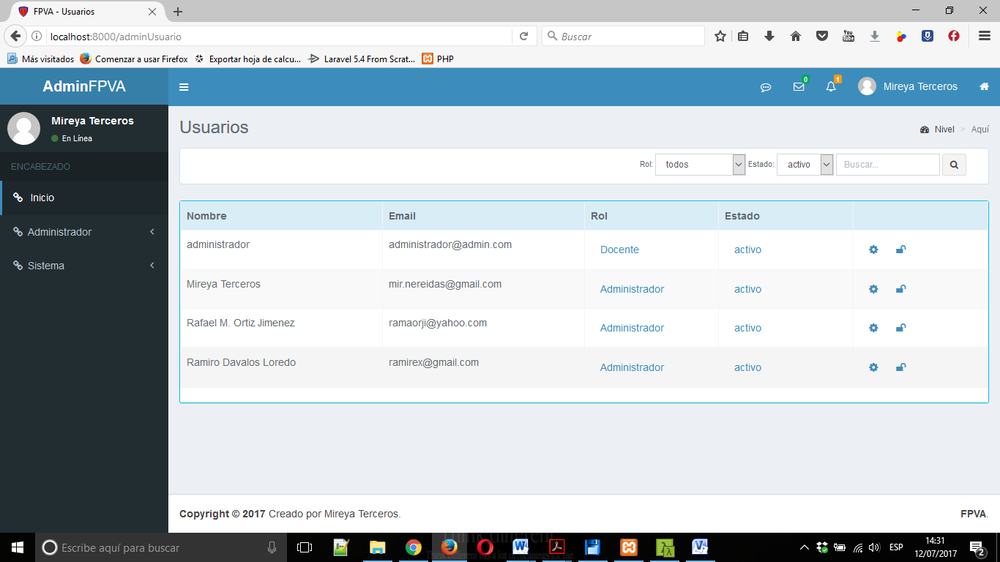 FPVA - Usuarios
localhost:8000/adminUsuario
Buscar
You Tube
Más visitados Comenzar a usar Firefox Exportar hoja de calcu... Laravel 5.4 From Scrat... PHP
AdminFPVA
0
1
Mireya Terceros
Mireya Terceros
En Línea
ENCABEZADO
Inicio
Administrador
Sistema
Usuarios
Nivel > Aquí
Rol: todos Estado: activo Buscar...
Nombre Email Rol Estado
administrador administrador@admin.com Docente activo
Mireya Terceros mir.nereidas@gmail.com Administrador activo
Rafael M. Ortiz Jimenez ramaorji@yahoo.com Administrador activo
Ramiro Davalos Loredo ramirex@gmail.com Administrador activo
Copyright © 2017 Creado por Mireya Terceros.
FPVA.
Escribe aquí para buscar
ESP
14:31
12/07/2017
2